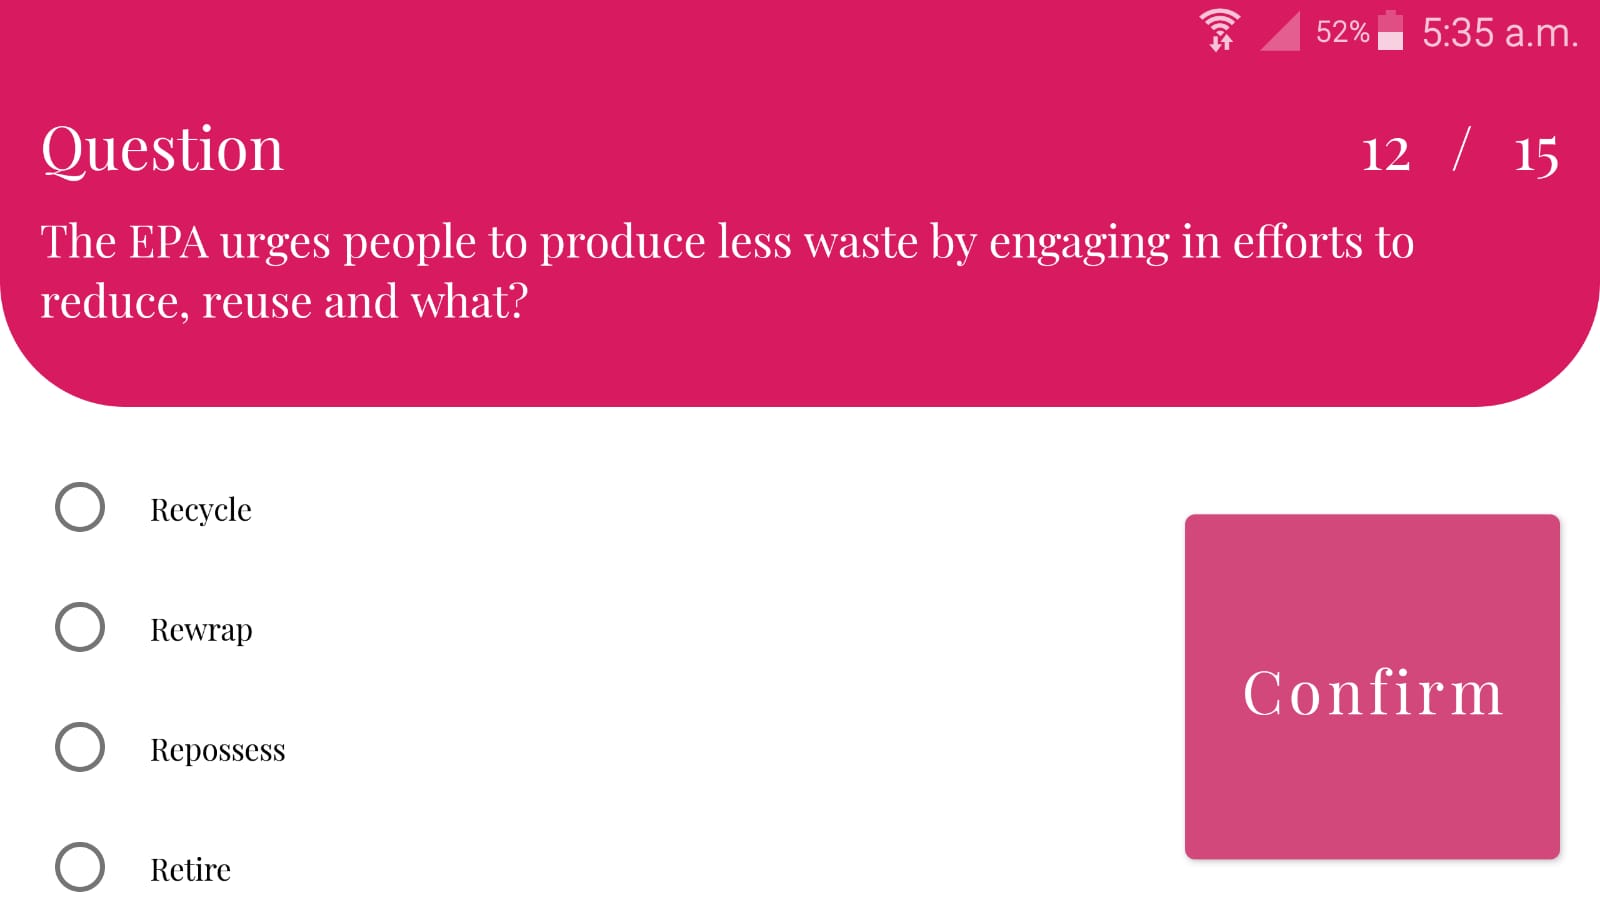 52% 5:35 a.m.
Question 12 / 15
The EPA urges people to produce less waste by engaging in efforts to
reduce, reuse and what?
Recycle
Rewrap
Repossess
Retire
Confirm